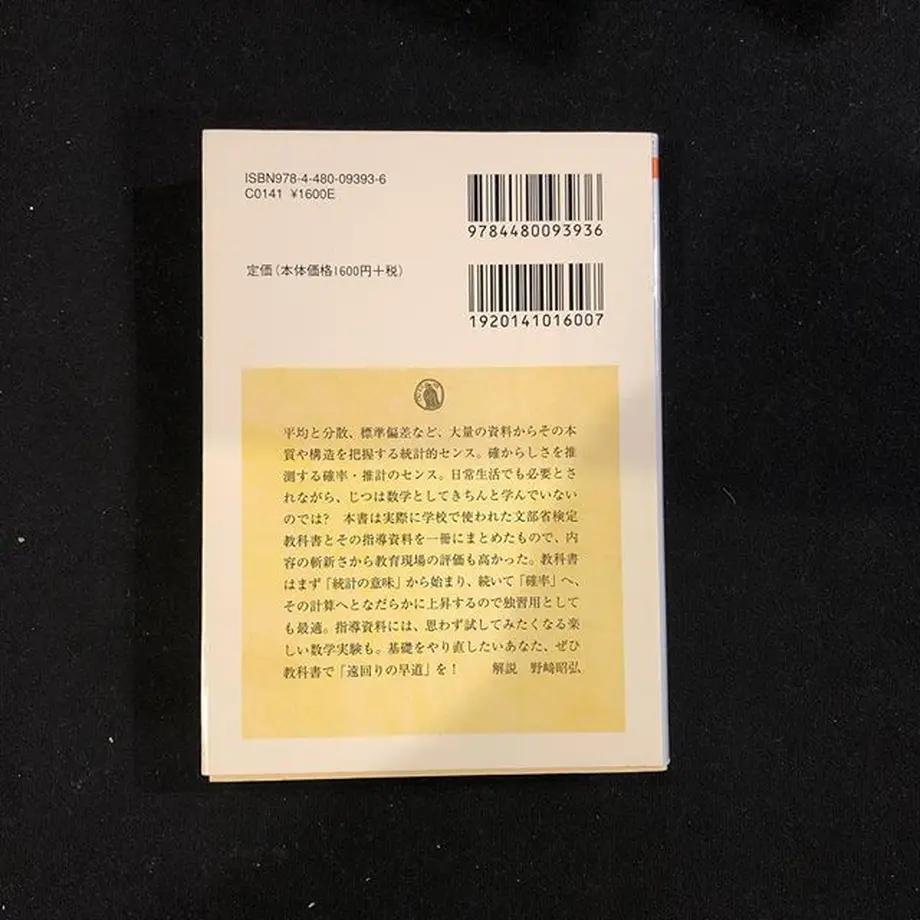 ISBN978-4-480-09393-6
C0141 ¥1600E
9784480093936
定価(本体価格1600円+税)
1920141016007
平均と分散、標準偏差など、大量の資料からその本
質や構造を把握する統計的センス。確からしさを推
測する確率・推計のセンス。日常生活でも必要とさ
れながら、じつは数学としてきちんと学んでいない
のでは? 本書は実際に学校で使われた文部省検定
教科書とその指導資料を一冊にまとめたもので、内
容の斬新さから教育現場の評価も高かった。教科書
はまず「統計の意味」から始まり、続いて「確率」へ、
その計算へとなだらかに上昇するので独習用として
も最適。指導資料には、思わず試してみたくなる楽
しい数学実験も。基礎をやり直したいあなた、ぜひ
教科書で「遠回りの早道」を! 解説 野﨑昭弘